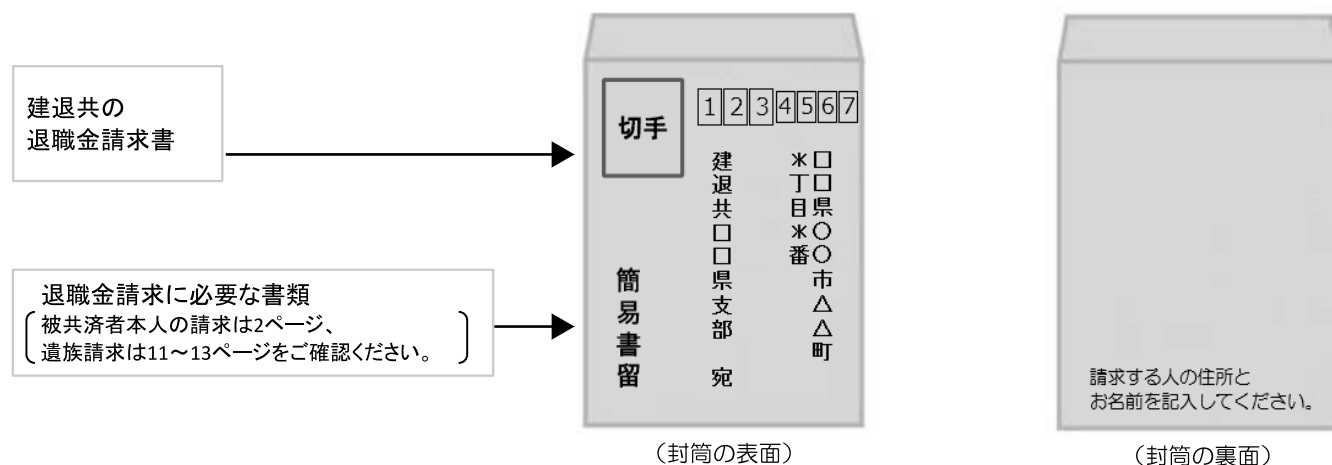 建退共の
退職金請求書
退職金請求に必要な書類
被共済者本人の請求は2ページ、
遺族請求は11～13ページをご確認ください。
切手
1234567
□□県○○市△△町
＊丁目＊番
建退共□□県支部 宛
簡易書留
（封筒の表面）
請求する人の住所と
お名前を記入してください。
（封筒の裏面）